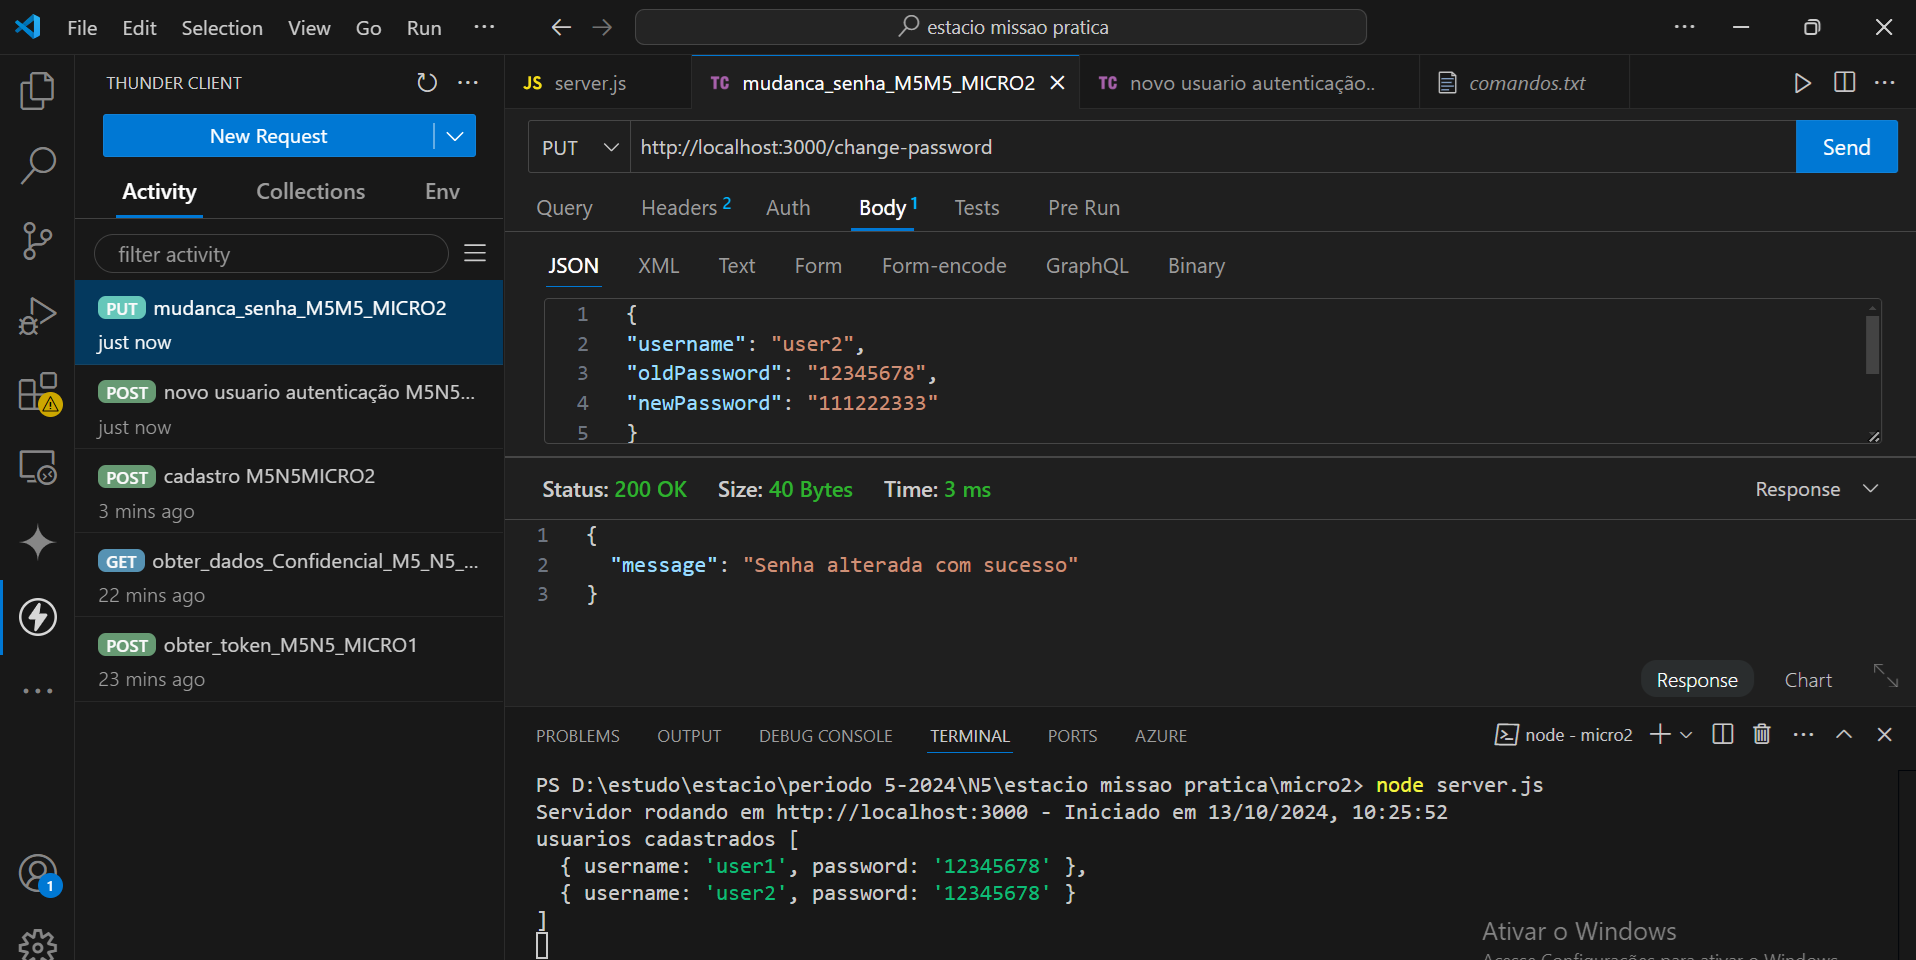 File Edit Selection View Go Run ... estacio missao pratica
THUNDER CLIENT
New Request
Activity Collections Env
filter activity
PUT mudanca_senha_M5M5_MICRO2
just now
POST novo usuario autenticação M5N5...
just now
POST cadastro M5N5MICRO2
3 mins ago
GET obter_dados_Confidencial_M5_N5_...
22 mins ago
POST obter_token_M5N5_MICRO1
23 mins ago
1
JS server.js TC mudanca_senha_M5M5_MICRO2 TC novo usuario autenticação.. comandos.txt
PUT http://localhost:3000/change-password Send
Query Headers 2 Auth Body 1 Tests Pre Run
JSON XML Text Form Form-encode GraphQL Binary
1 {
2 "username": "user2",
3 "oldPassword": "12345678",
4 "newPassword": "111222333"
5 }
Status: 200 OK Size: 40 Bytes Time: 3 ms Response
1 {
2 "message": "Senha alterada com sucesso"
3 }
Response Chart
PROBLEMS OUTPUT DEBUG CONSOLE TERMINAL PORTS AZURE node - micro2
PS D:\estudo\estacio\periodo 5-2024\N5\estacio missao pratica\micro2> node server.js
Servidor rodando em http://localhost:3000 - Iniciado em 13/10/2024, 10:25:52
usuarios cadastrados [
{ username: 'user1', password: '12345678' },
{ username: 'user2', password: '12345678' }
]
Ativar o Windows
Acesse Configurações para ativar o Windows